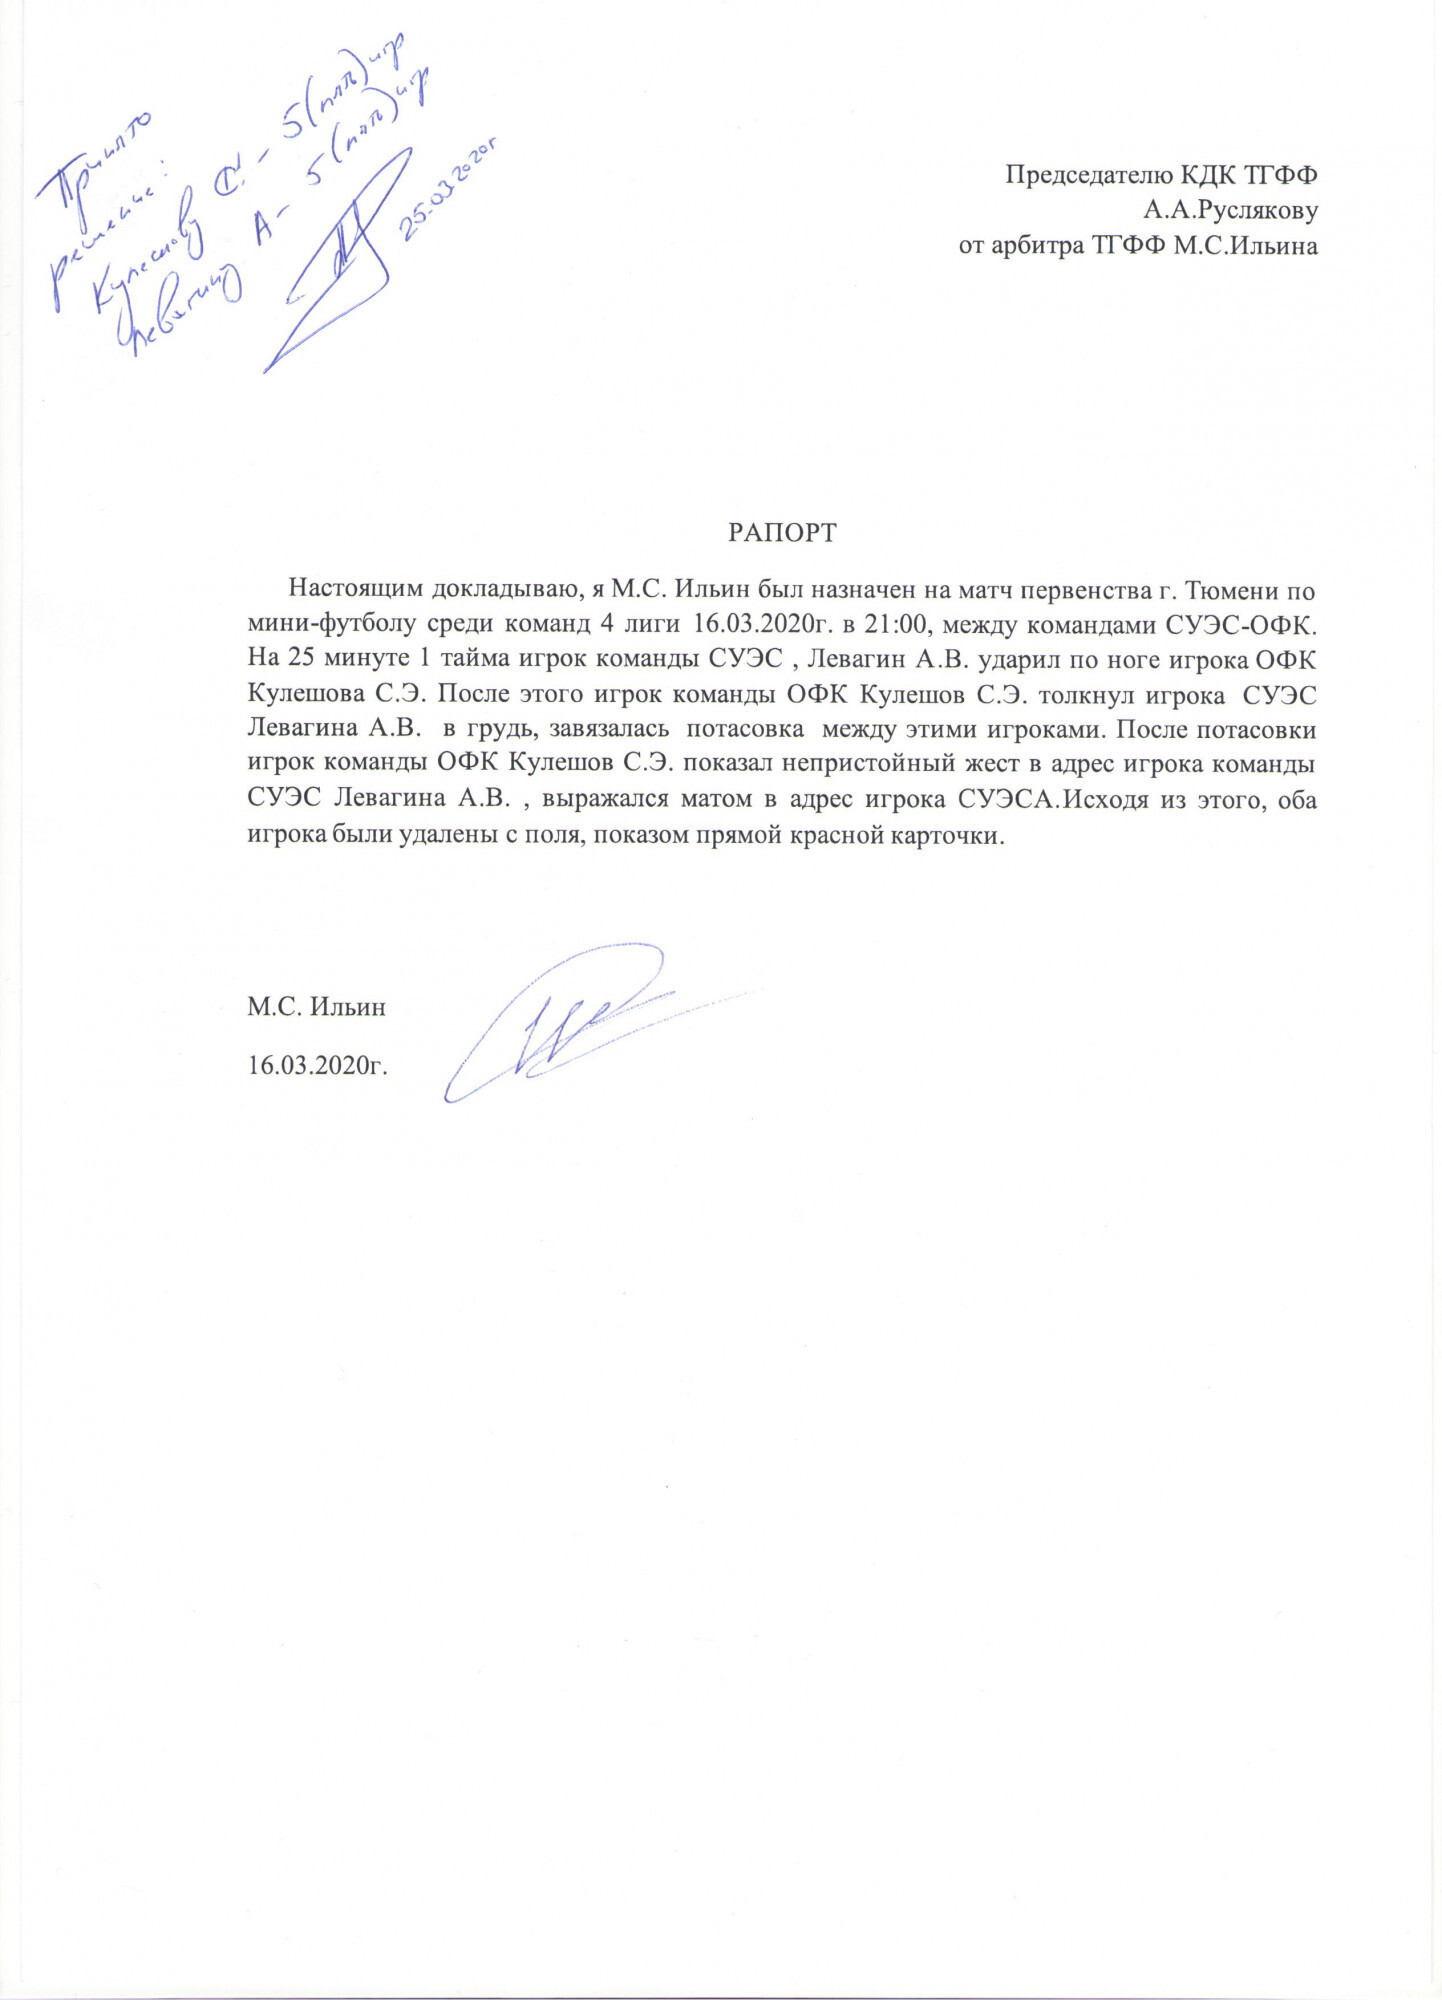 Принято
решение:
Кулешову С. - 5 (пять) игр
Левагину А - 5 (пять) игр
25.03.2020г
Председателю КДК ТГФФ
А.А.Руслякову
от арбитра ТГФФ М.С.Ильина
РАПОРТ
Настоящим докладываю, я М.С. Ильин был назначен на матч первенства г. Тюмени по
мини-футболу среди команд 4 лиги 16.03.2020г. в 21:00, между командами СУЭС-ОФК.
На 25 минуте 1 тайма игрок команды СУЭС , Левагин А.В. ударил по ноге игрока ОФК
Кулешова С.Э. После этого игрок команды ОФК Кулешов С.Э. толкнул игрока СУЭС
Левагина А.В. в грудь, завязалась потасовка между этими игроками. После потасовки
игрок команды ОФК Кулешов С.Э. показал непристойный жест в адрес игрока команды
СУЭС Левагина А.В. , выражался матом в адрес игрока СУЭСА.Исходя из этого, оба
игрока были удалены с поля, показом прямой красной карточки.
М.С. Ильин
16.03.2020г.